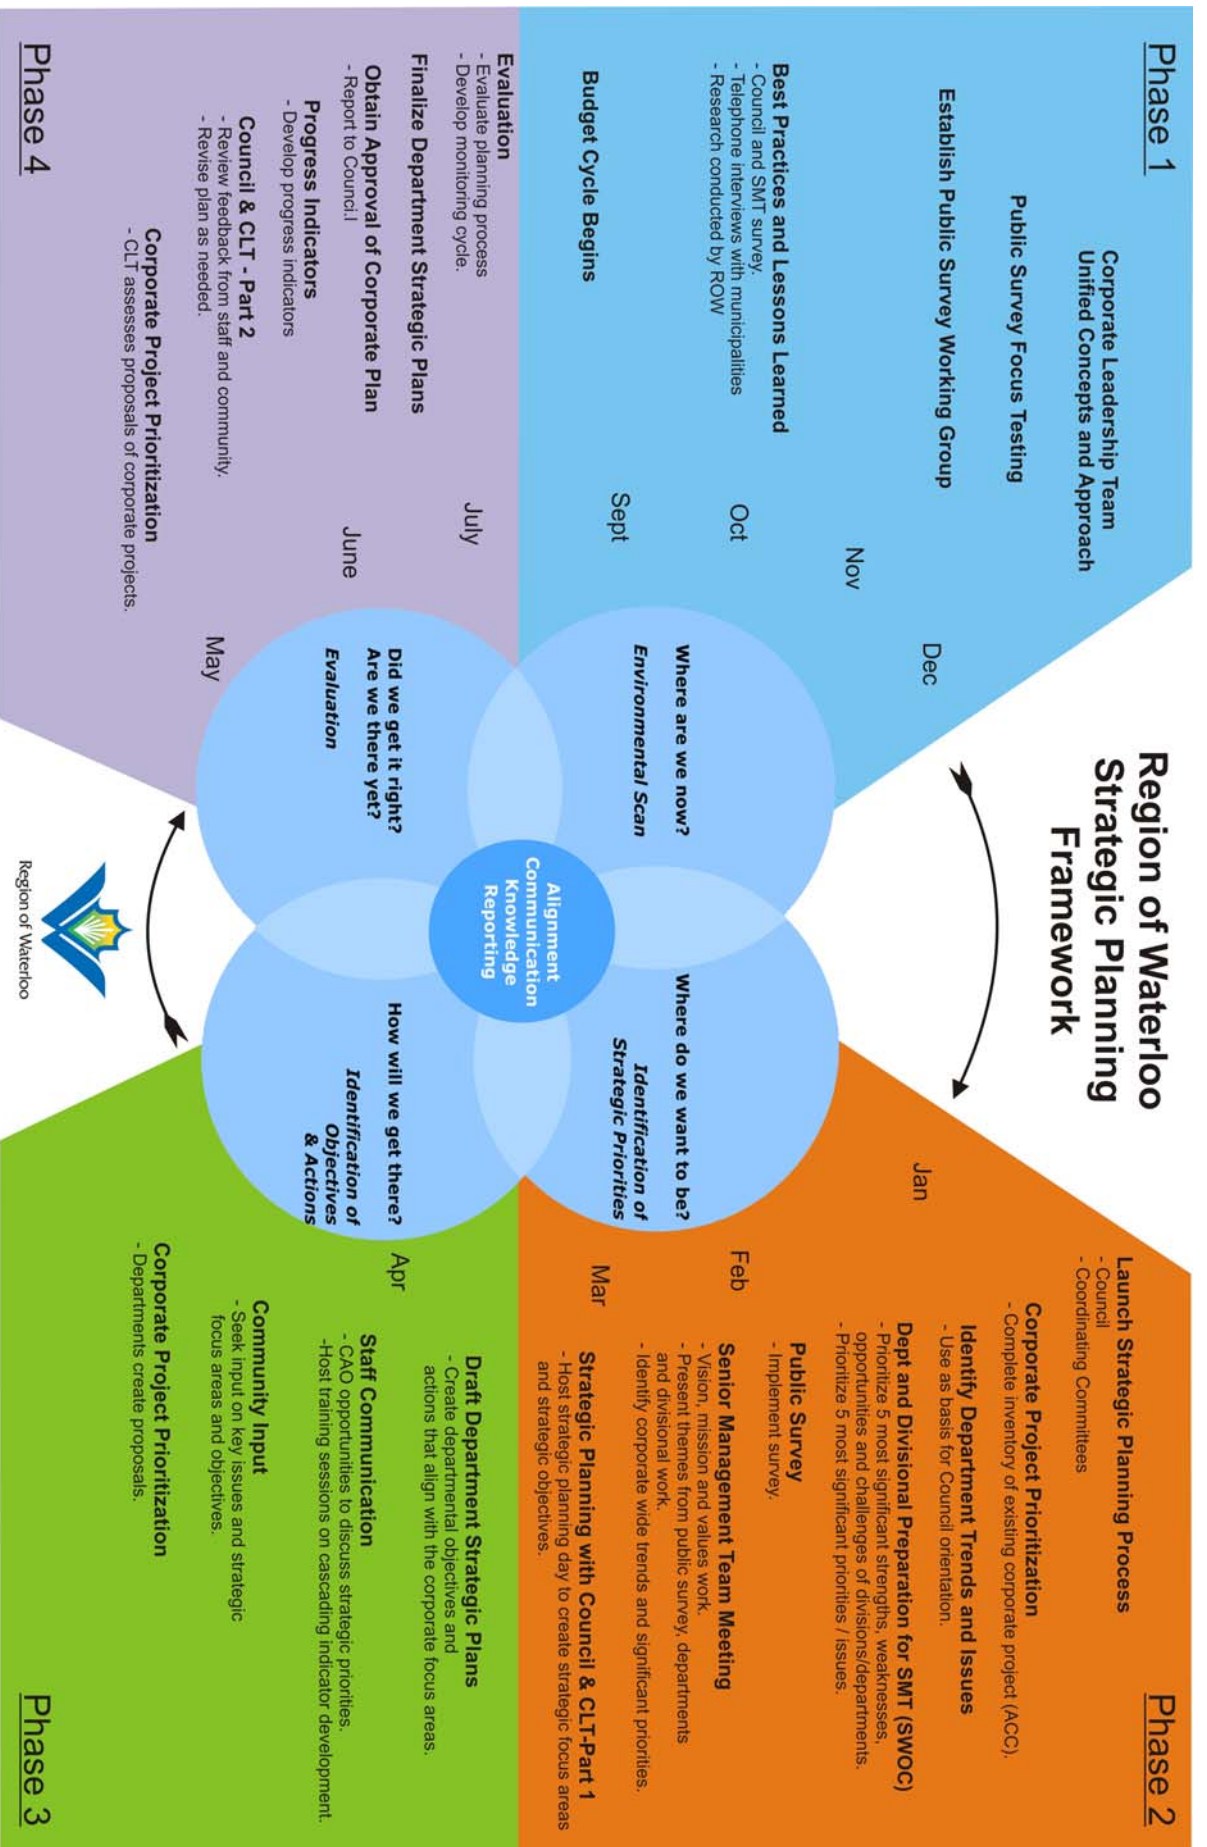 Region of Waterloo
Strategic Planning
Framework
Phase 1
Corporate Leadership Team
Unified Concepts and Approach
Public Survey Focus Testing
Establish Public Survey Working Group
Best Practices and Lessons Learned
- Council and SMT survey.
- Telephone interviews with municipalities
- Research conducted by ROW
Budget Cycle Begins
Dec
Nov
Oct
Sept
Where are we now?
Environmental Scan
Phase 2
Launch Strategic Planning Process
- Council
- Coordinating Committees
Corporate Project Prioritization
- Complete inventory of existing corporate project (ACC).
Identify Department Trends and Issues
- Use as basis for Council orientation.
Dept and Divisional Preparation for SMT (SWOC)
- Prioritize 5 most significant strengths, weaknesses,
opportunities and challenges of divisions/departments.
- Prioritize 5 most significant priorities / issues.
Public Survey
- Implement survey.
Senior Management Team Meeting
- Vision, mission and values work.
- Present themes from public survey, departments
and divisional work.
- Identify corporate wide trends and significant priorities.
Strategic Planning with Council & CLT-Part 1
- Host strategic planning day to create strategic focus areas
and strategic objectives.
Jan
Feb
Mar
Where do we want to be?
Identification of
Strategic Priorities
Alignment
Communication
Knowledge
Reporting
Phase 3
Draft Department Strategic Plans
- Create departmental objectives and
actions that align with the corporate focus areas.
Staff Communication
- CAO opportunities to discuss strategic priorities.
-Host training sessions on cascading indicator development.
Community Input
- Seek input on key issues and strategic
focus areas and objectives.
Corporate Project Prioritization
- Departments create proposals.
Apr
How will we get there?
Identification of
Objectives
& Actions
Phase 4
Evaluation
- Evaluate planning process
- Develop monitoring cycle.
Finalize Department Strategic Plans
Obtain Approval of Corporate Plan
- Report to Counci.l
Progress Indicators
- Develop progress indicators
Council & CLT - Part 2
- Review feedback from staff and community.
- Revise plan as needed.
Corporate Project Prioritization
- CLT assesses proposals of corporate projects.
July
June
May
Did we get it right?
Are we there yet?
Evaluation
Region of Waterloo